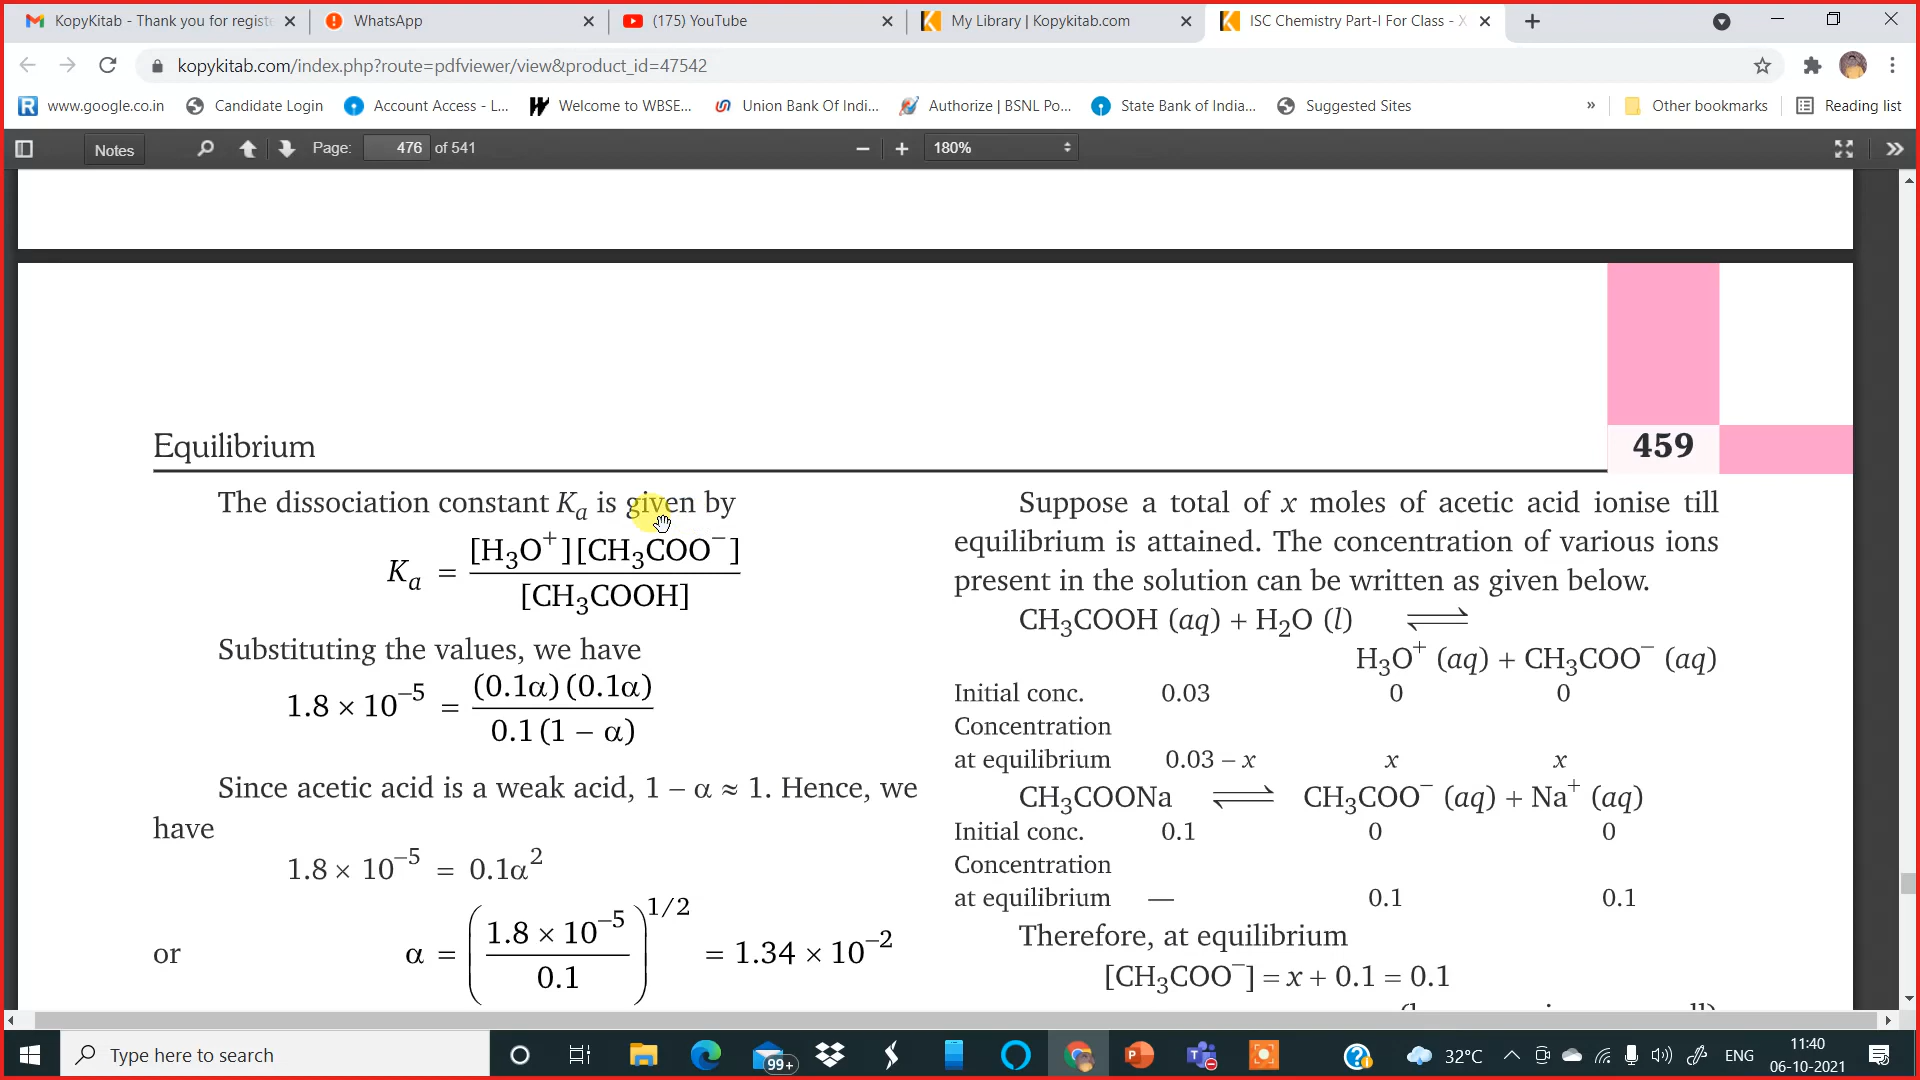 KopyKitab - Thank you for registe
WhatsApp
(175) YouTube
My Library | Kopykitab.com
ISC Chemistry Part-I For Class - X
kopykitab.com/index.php?route=pdfviewer/view&product_id=47542
www.google.co.in
Candidate Login
Account Access - L...
Welcome to WBSE...
Union Bank Of Indi...
Authorize | BSNL Po...
State Bank of India...
Suggested Sites
»
Other bookmarks
Reading list
Notes
Page: 476 of 541
180%
Equilibrium
459
The dissociation constant Kₐ is given by
Kₐ = [H₃O⁺][CH₃COO⁻] / [CH₃COOH]
Substituting the values, we have
1.8 × 10⁻⁵ = (0.1α)(0.1α) / 0.1(1 − α)
Since acetic acid is a weak acid, 1 − α ≈ 1. Hence, we
have
1.8 × 10⁻⁵ = 0.1α²
or α = (1.8 × 10⁻⁵ / 0.1)^1/2 = 1.34 × 10⁻²
Suppose a total of x moles of acetic acid ionise till
equilibrium is attained. The concentration of various ions
present in the solution can be written as given below.
CH₃COOH (aq) + H₂O (l) ⇌
H₃O⁺ (aq) + CH₃COO⁻ (aq)
Initial conc. 0.03 0 0
Concentration
at equilibrium 0.03 – x x x
CH₃COONa ⇌ CH₃COO⁻ (aq) + Na⁺ (aq)
Initial conc. 0.1 0 0
Concentration
at equilibrium — 0.1 0.1
Therefore, at equilibrium
[CH₃COO⁻] = x + 0.1 = 0.1
Type here to search
99+
32°C
ENG
11:40
06-10-2021